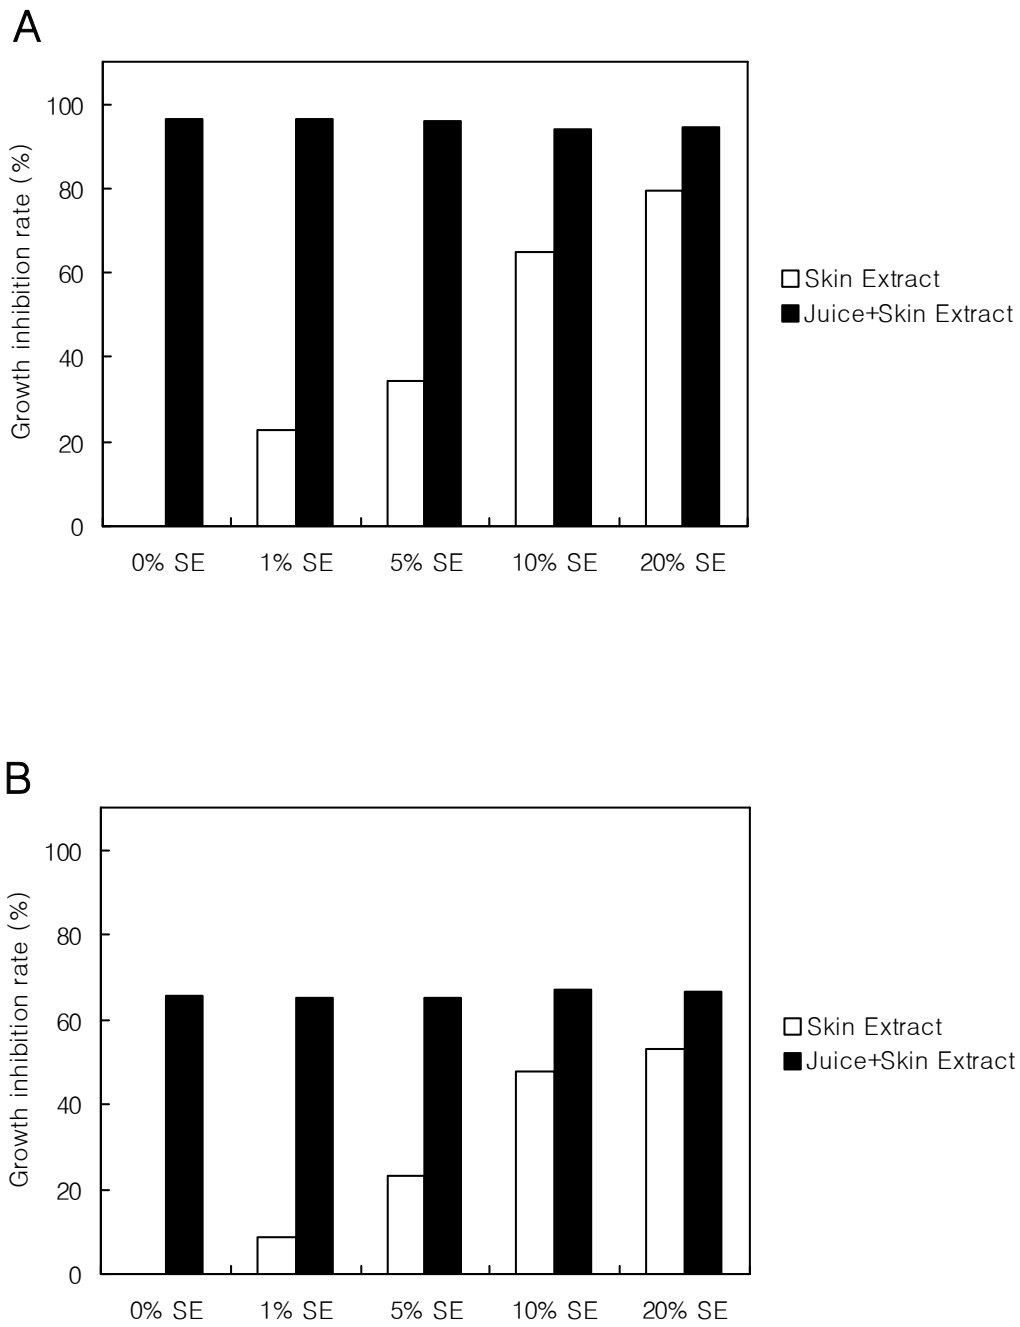 A
Growth inhibition rate (%)
100
80
60
40
20
0
0% SE 1% SE 5% SE 10% SE 20% SE
Skin Extract
Juice+Skin Extract
B
Growth inhibition rate (%)
100
80
60
40
20
0
0% SE 1% SE 5% SE 10% SE 20% SE
Skin Extract
Juice+Skin Extract